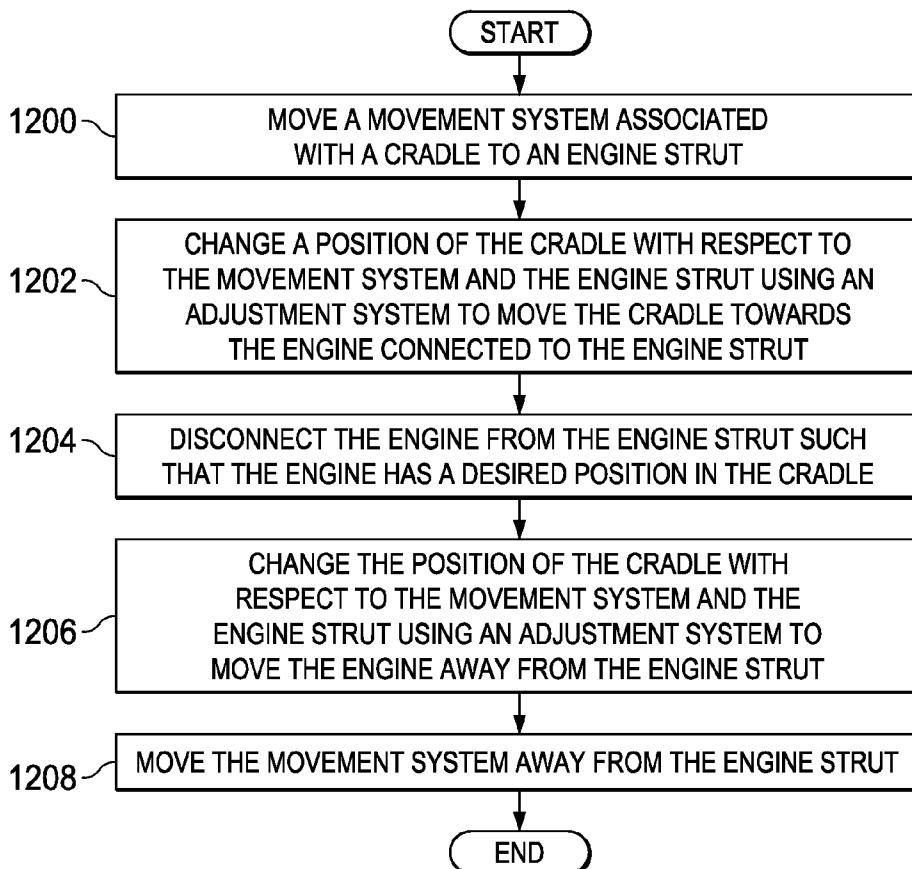 START
1200
MOVE A MOVEMENT SYSTEM ASSOCIATED
WITH A CRADLE TO AN ENGINE STRUT
1202
CHANGE A POSITION OF THE CRADLE WITH RESPECT TO
THE MOVEMENT SYSTEM AND THE ENGINE STRUT USING AN
ADJUSTMENT SYSTEM TO MOVE THE CRADLE TOWARDS
THE ENGINE CONNECTED TO THE ENGINE STRUT
1204
DISCONNECT THE ENGINE FROM THE ENGINE STRUT SUCH
THAT THE ENGINE HAS A DESIRED POSITION IN THE CRADLE
1206
CHANGE THE POSITION OF THE CRADLE WITH
RESPECT TO THE MOVEMENT SYSTEM AND THE
ENGINE STRUT USING AN ADJUSTMENT SYSTEM TO
MOVE THE ENGINE AWAY FROM THE ENGINE STRUT
1208
MOVE THE MOVEMENT SYSTEM AWAY FROM THE ENGINE STRUT
END